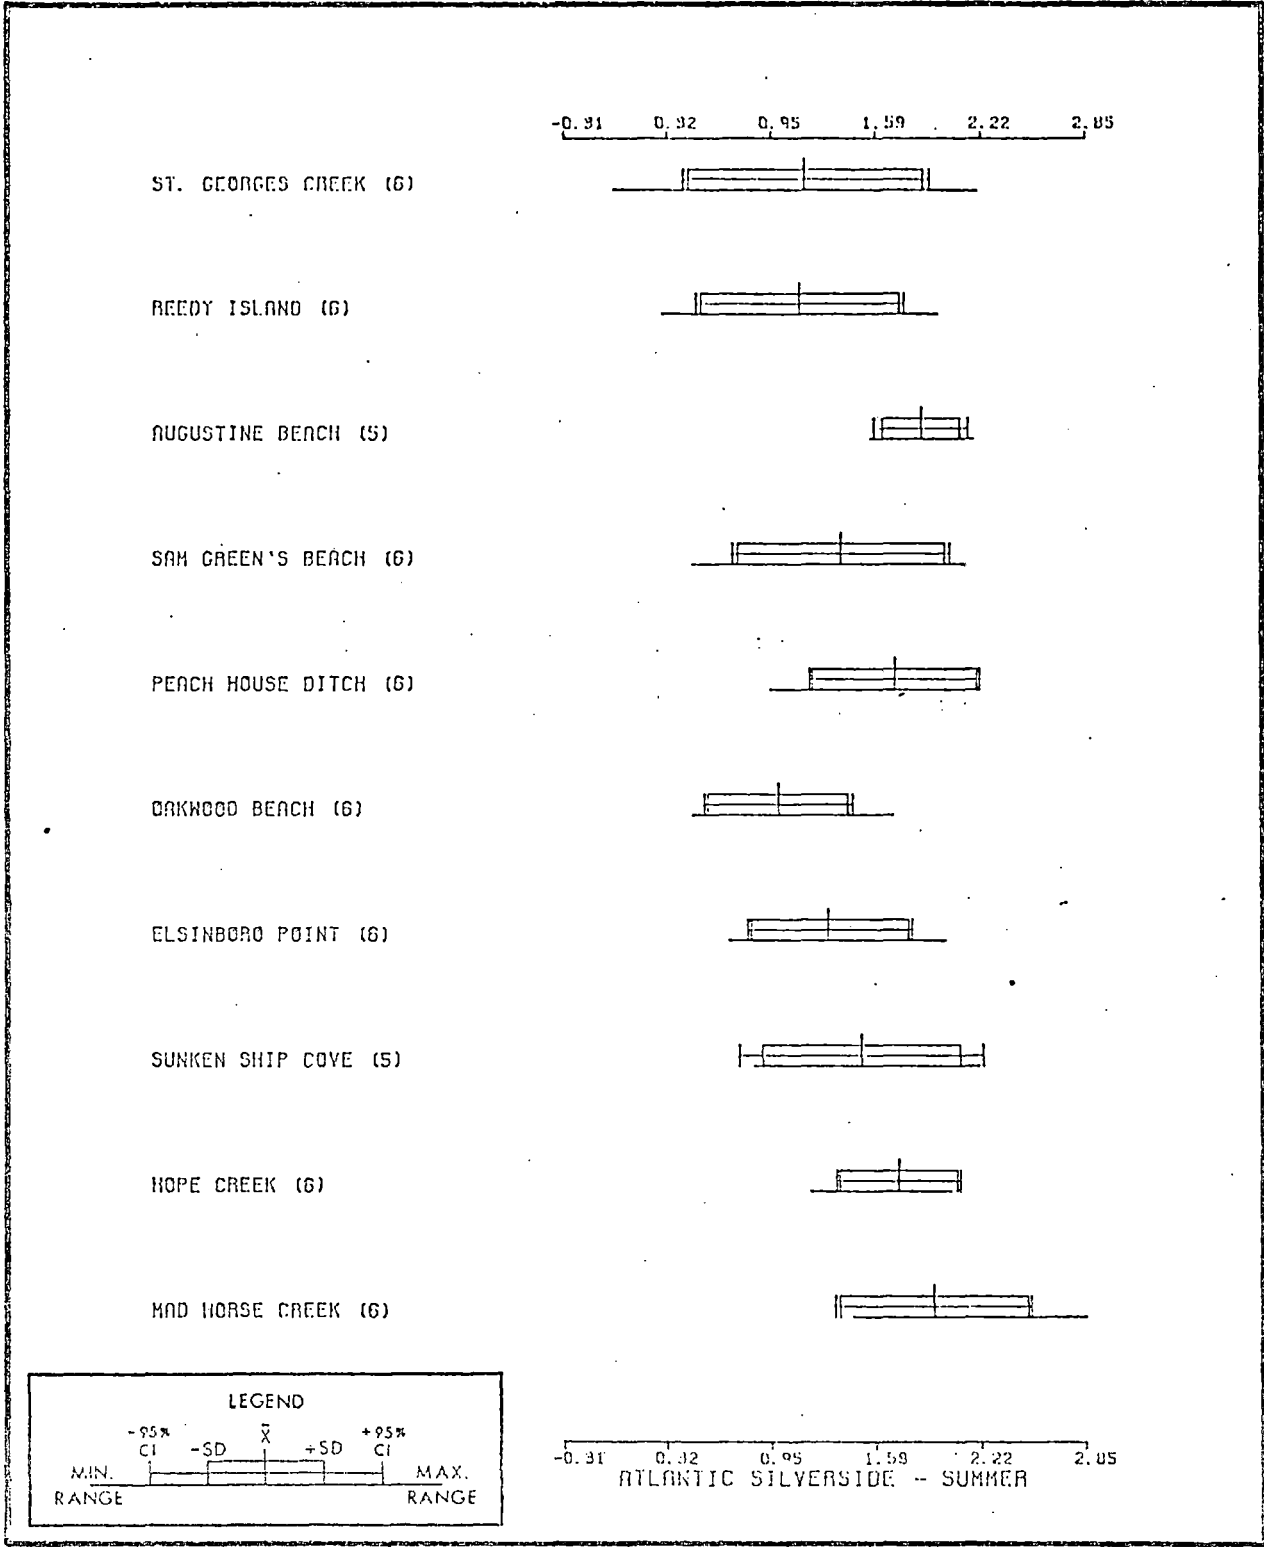 -0.31 0.32 0.95 1.59 2.22 2.85
ST. GEORGES CREEK (6)
REEDY ISLAND (6)
AUGUSTINE BEACH (5)
SAM GREEN'S BEACH (6)
PEACH HOUSE DITCH (6)
OAKWOOD BEACH (6)
ELSINBORO POINT (6)
SUNKEN SHIP COVE (5)
HOPE CREEK (6)
MAD HORSE CREEK (6)
LEGEND
-95% CI -SD X̄ +SD +95% CI
MIN. RANGE MAX. RANGE
-0.31 0.32 0.95 1.59 2.22 2.85
ATLANTIC SILVERSIDE -- SUMMER